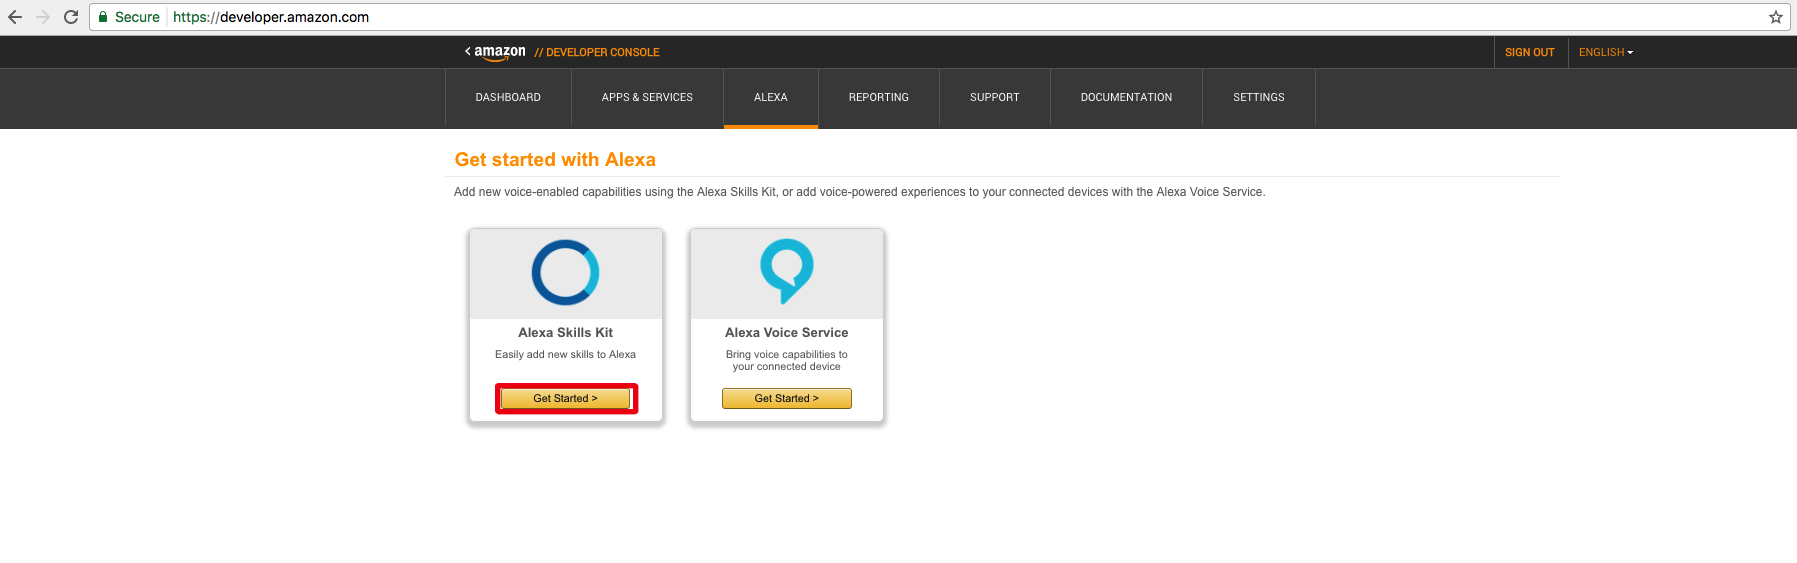 Secure https://developer.amazon.com
< amazon // DEVELOPER CONSOLE SIGN OUT ENGLISH
DASHBOARD APPS & SERVICES ALEXA REPORTING SUPPORT DOCUMENTATION SETTINGS
Get started with Alexa
Add new voice-enabled capabilities using the Alexa Skills Kit, or add voice-powered experiences to your connected devices with the Alexa Voice Service.
Alexa Skills Kit
Easily add new skills to Alexa
Get Started >
Alexa Voice Service
Bring voice capabilities to
your connected device
Get Started >